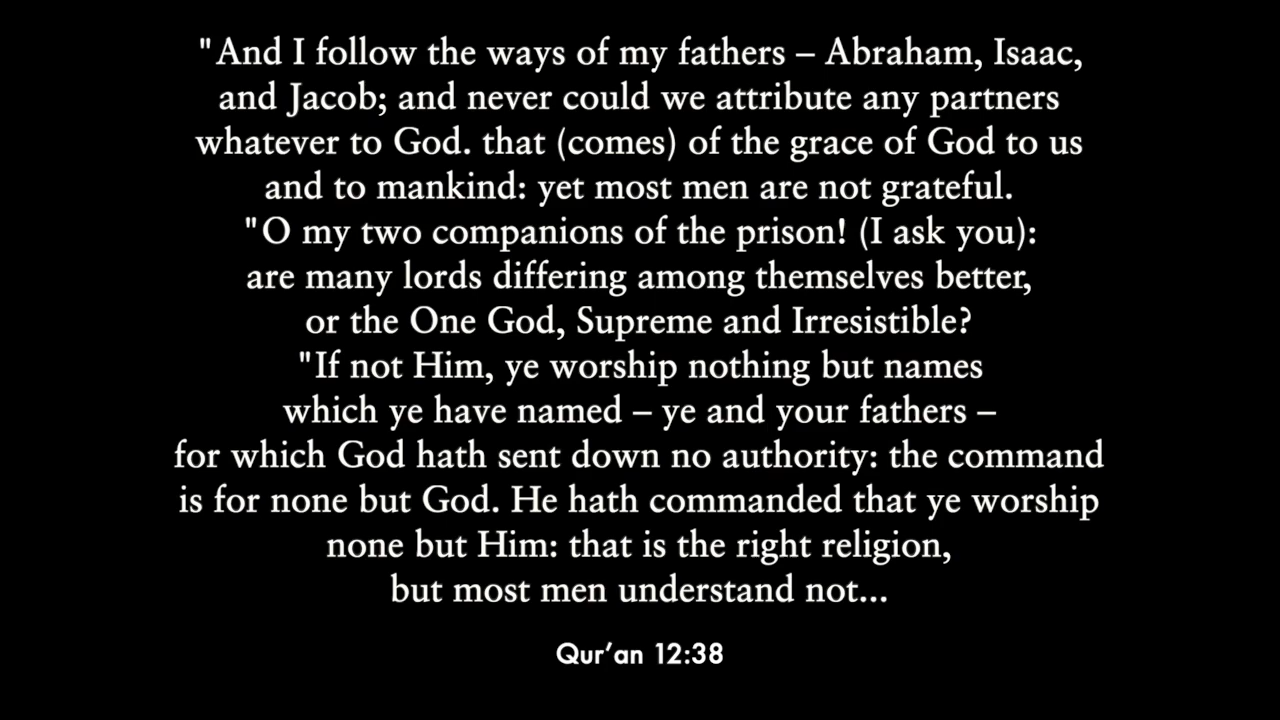 "And I follow the ways of my fathers – Abraham, Isaac,
and Jacob; and never could we attribute any partners
whatever to God. that (comes) of the grace of God to us
and to mankind: yet most men are not grateful.
"O my two companions of the prison! (I ask you):
are many lords differing among themselves better,
or the One God, Supreme and Irresistible?
"If not Him, ye worship nothing but names
which ye have named – ye and your fathers –
for which God hath sent down no authority: the command
is for none but God. He hath commanded that ye worship
none but Him: that is the right religion,
but most men understand not...
Qur’an 12:38